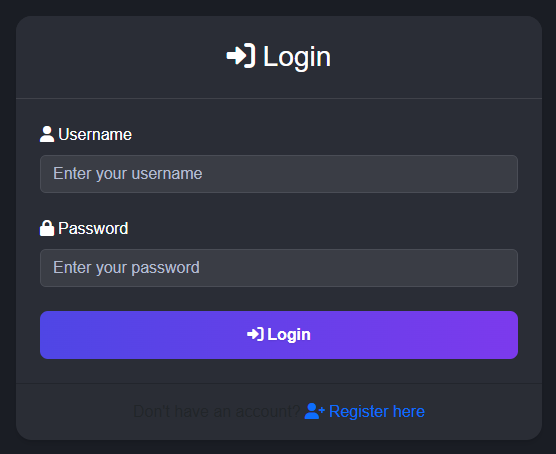 Login
Username
Enter your username
Password
Enter your password
Login
Don't have an account? Register here